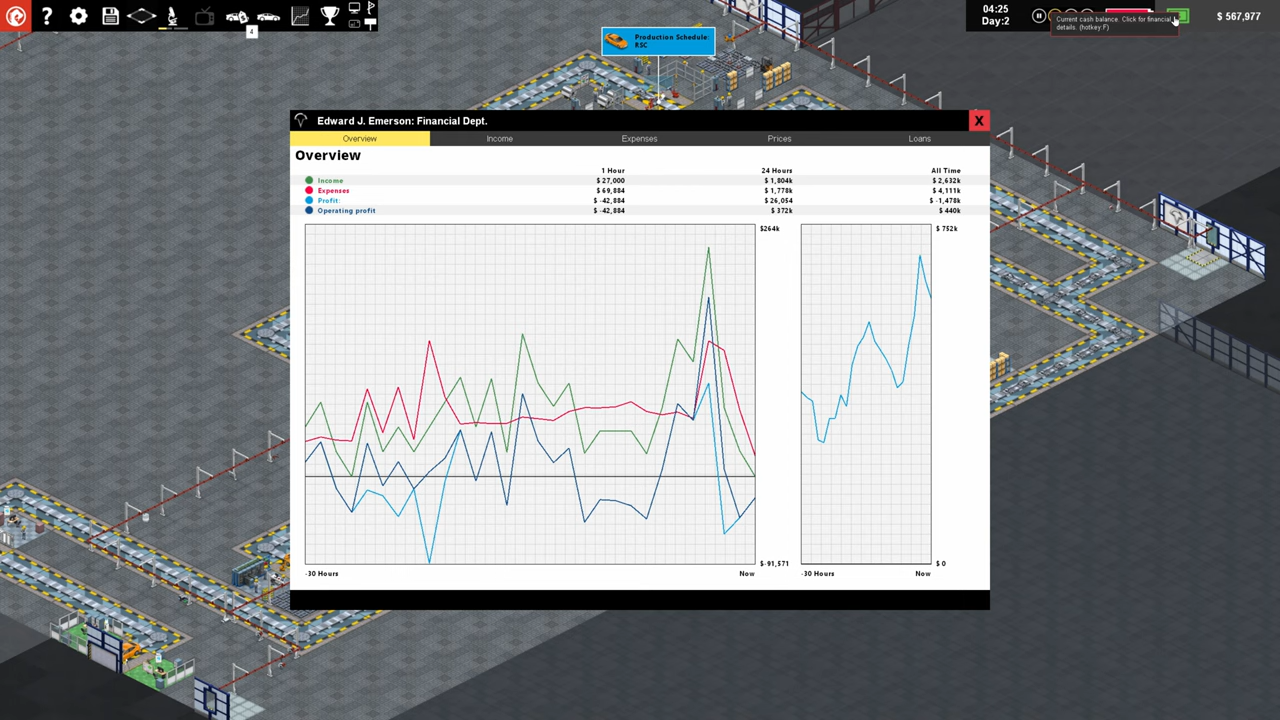 04:25
Day:2
Current cash balance. Click for financial
details. (hotkey:F)
$ 567,977
4
Production Schedule:
RSC
Edward J. Emerson: Financial Dept.
X
Overview Income Expenses Prices Loans
Overview
1 Hour 24 Hours All Time
Income $ 27,000 $ 1,804k $ 2,632k
Expenses $ 69,884 $ 1,778k $ 4,111k
Profit: $ -42,884 $ 26,054 $ -1,478k
Operating profit $ -42,884 $ 372k $ 440k
$264k $ 752k
$-91,571 $ 0
-30 Hours Now -30 Hours Now